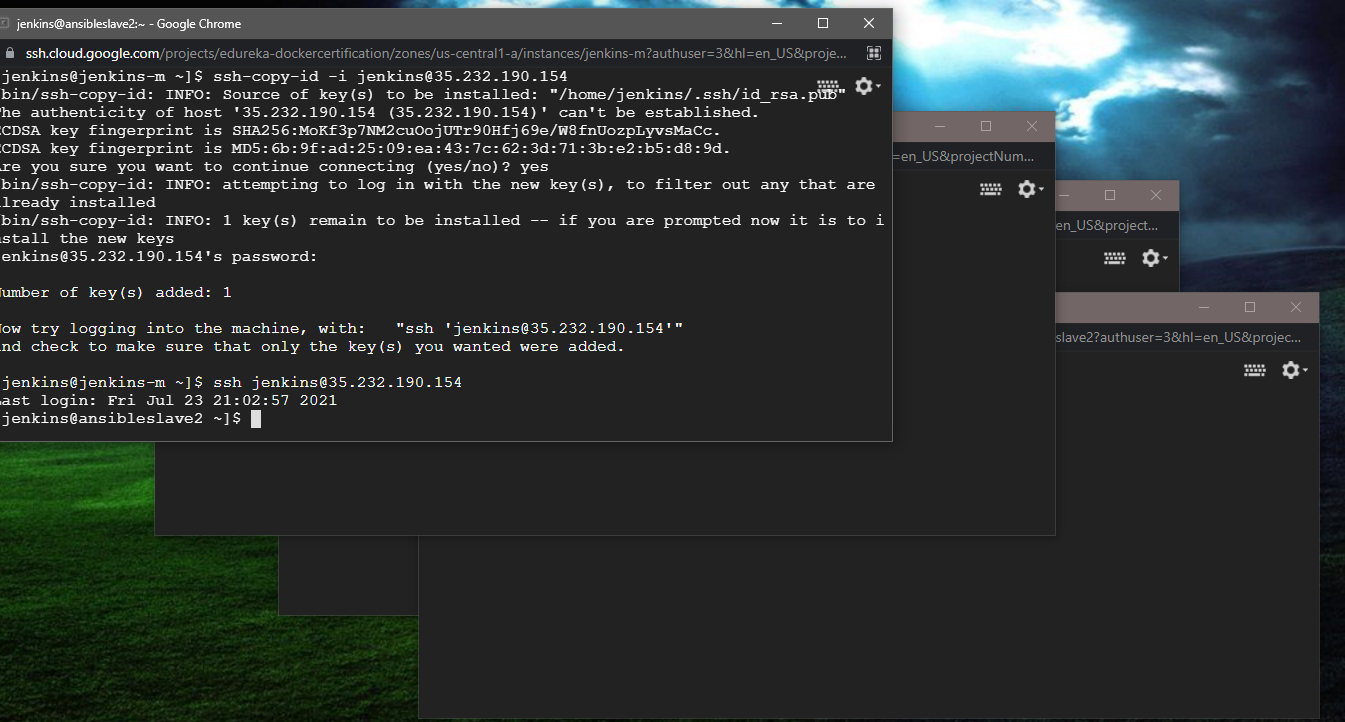 jenkins@ansibleslave2:~ - Google Chrome
ssh.cloud.google.com/projects/edureka-dockercertification/zones/us-central1-a/instances/jenkins-m?authuser=3&hl=en_US&proje...
jenkins@jenkins-m ~]$ ssh-copy-id -i jenkins@35.232.190.154
bin/ssh-copy-id: INFO: Source of key(s) to be installed: "/home/jenkins/.ssh/id_rsa.pub"
he authenticity of host '35.232.190.154 (35.232.190.154)' can't be established.
CDSA key fingerprint is SHA256:MoKf3p7NM2cuOojUTr90Hfj69e/W8fnUozpLyvsMaCc.
CDSA key fingerprint is MD5:6b:9f:ad:25:09:ea:43:7c:62:3d:71:3b:e2:b5:d8:9d.
re you sure you want to continue connecting (yes/no)? yes
bin/ssh-copy-id: INFO: attempting to log in with the new key(s), to filter out any that are
lready installed
bin/ssh-copy-id: INFO: 1 key(s) remain to be installed -- if you are prompted now it is to i
nstall the new keys
enkins@35.232.190.154's password:
umber of key(s) added: 1
ow try logging into the machine, with:   "ssh 'jenkins@35.232.190.154'"
nd check to make sure that only the key(s) you wanted were added.
jenkins@jenkins-m ~]$ ssh jenkins@35.232.190.154
ast login: Fri Jul 23 21:02:57 2021
jenkins@ansibleslave2 ~]$
=en_US&projectNum...
en_US&project...
slave2?authuser=3&hl=en_US&projec...